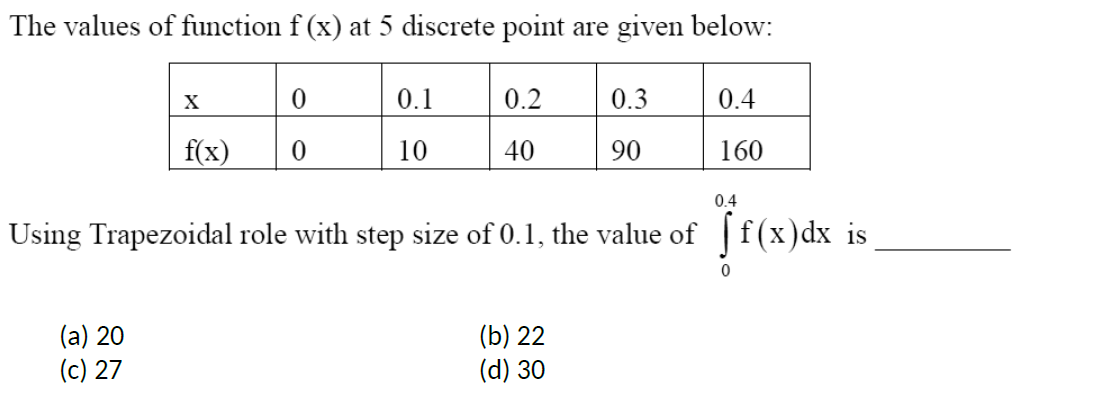 The values of function f (x) at 5 discrete point are given below:
x 0 0.1 0.2 0.3 0.4
f(x) 0 10 40 90 160
Using Trapezoidal role with step size of 0.1, the value of ∫₀^0.4 f (x)dx is __________
(a) 20 (b) 22
(c) 27 (d) 30